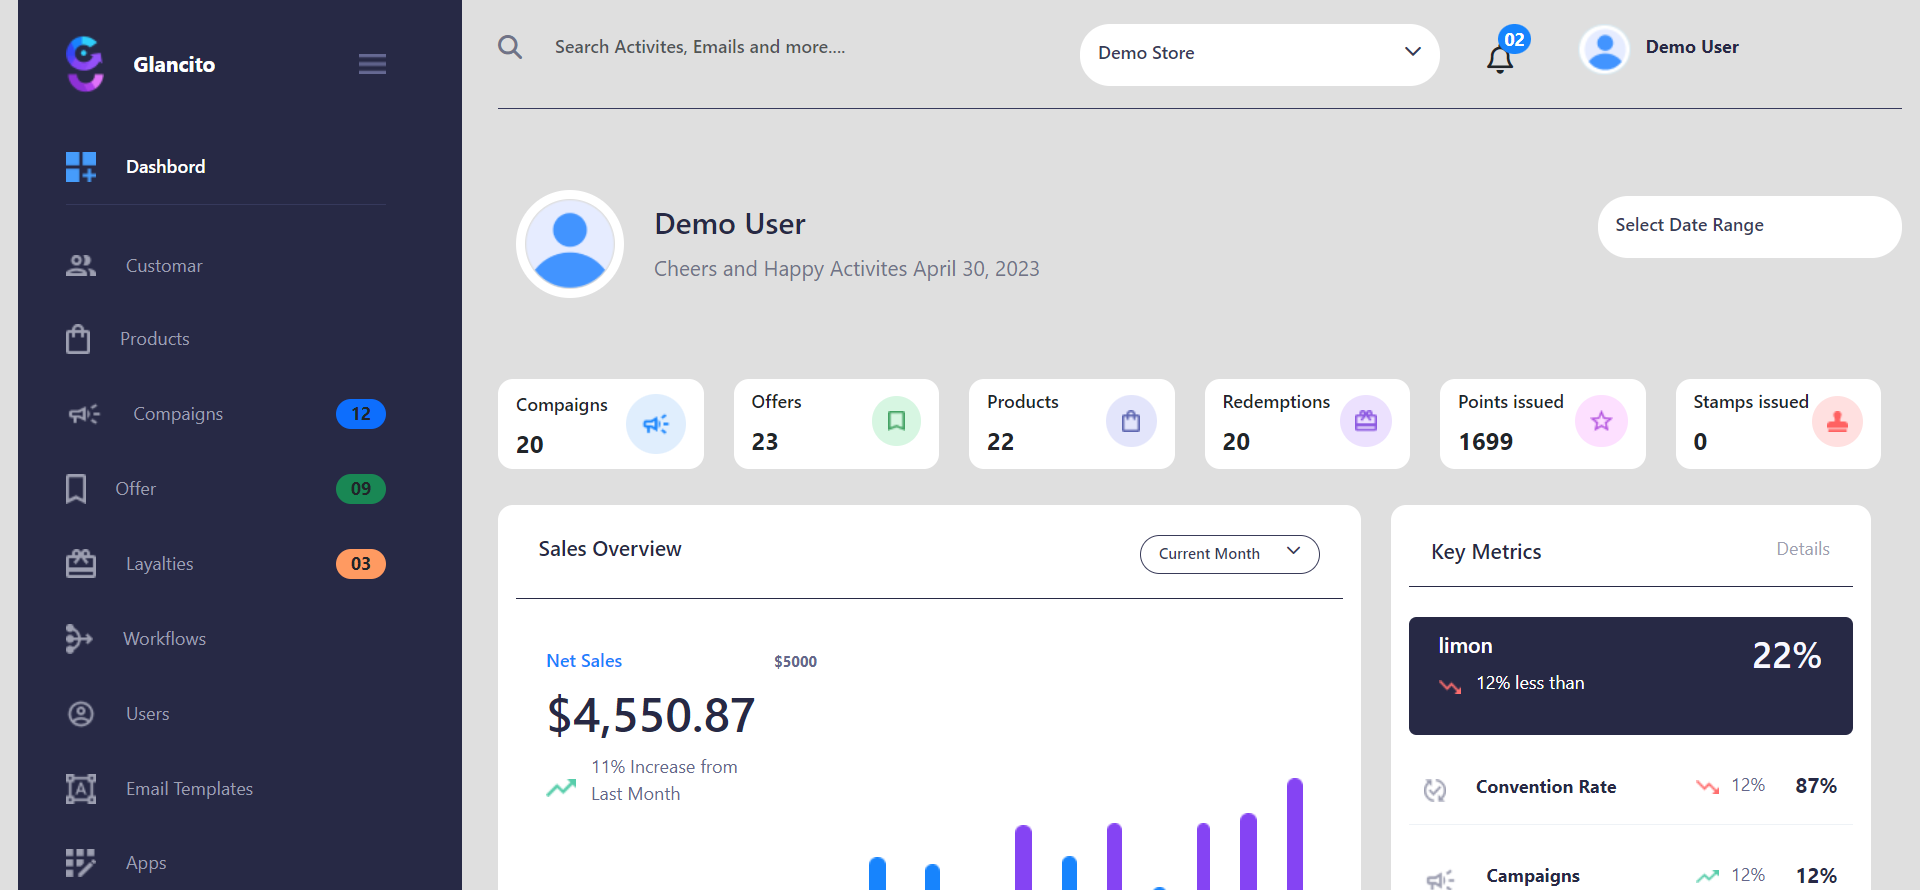 Glancito
Dashbord
Customar
Products
Compaigns 12
Offer 09
Layalties 03
Workflows
Users
Email Templates
Apps
Search Activites, Emails and more....
Demo Store
02
Demo User
Demo User
Cheers and Happy Activites April 30, 2023
Select Date Range
Compaigns
20
Offers
23
Products
22
Redemptions
20
Points issued
1699
Stamps issued
0
Sales Overview
Current Month
Net Sales
$5000
$4,550.87
11% Increase from
Last Month
Key Metrics
Details
limon
22%
12% less than
Convention Rate 12% 87%
Campaigns 12% 12%